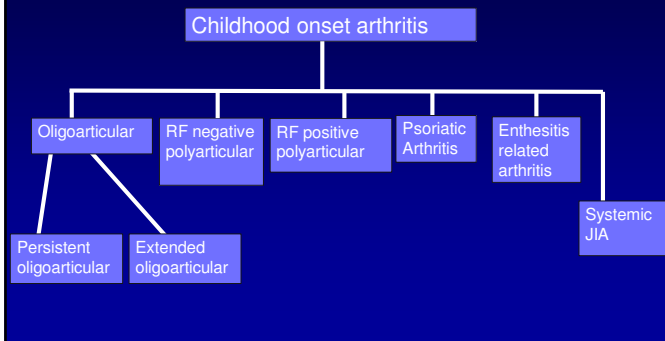 Childhood onset arthritis
Oligoarticular
RF negative
polyarticular
RF positive
polyarticular
Psoriatic
Arthritis
Enthesitis
related
arthritis
Systemic
JIA
Persistent
oligoarticular
Extended
oligoarticular